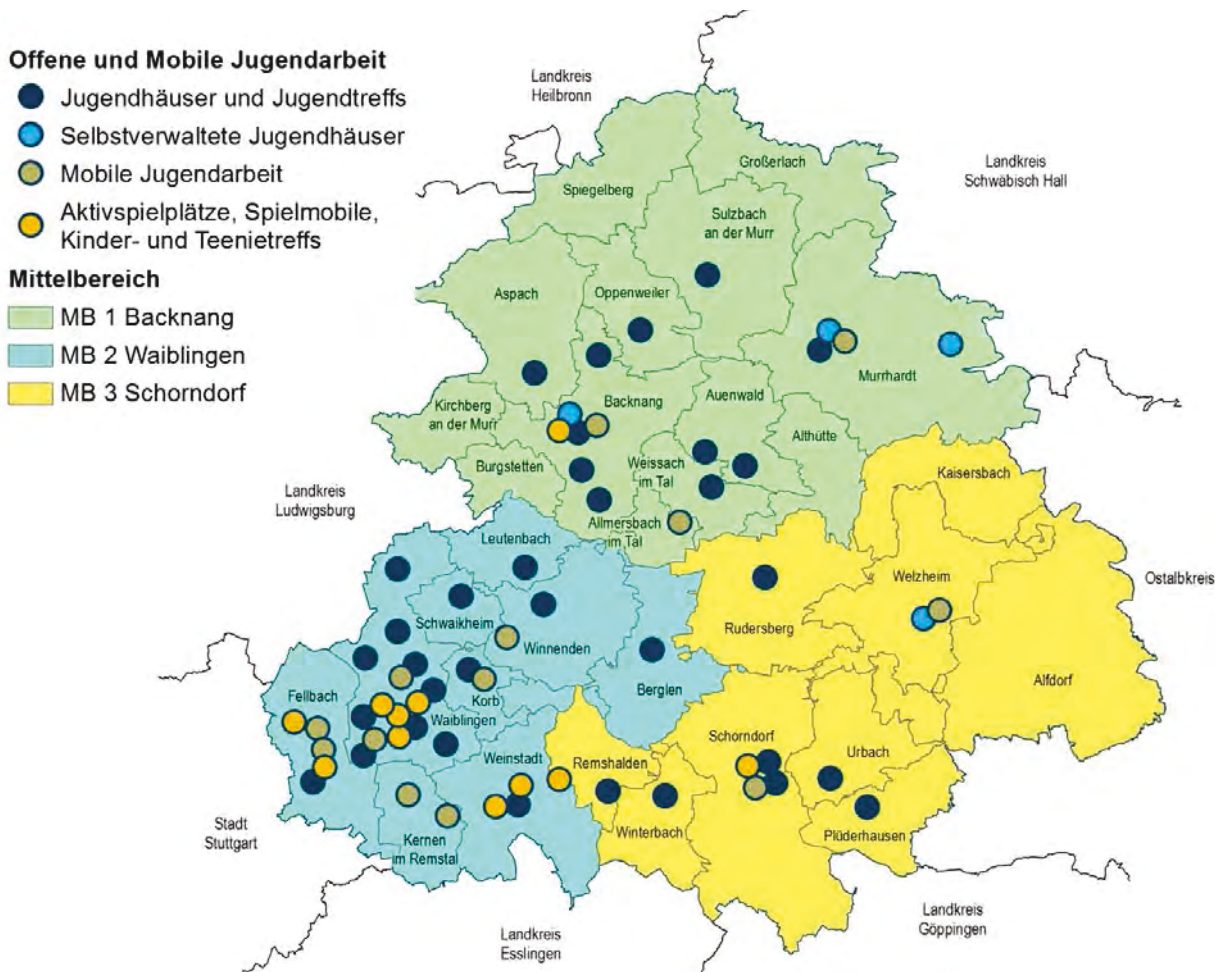 Offene und Mobile Jugendarbeit
Jugendhäuser und Jugendtreffs
Selbstverwaltete Jugendhäuser
Mobile Jugendarbeit
Aktivspielplätze, Spielmobile,
Kinder- und Teenietreffs
Mittelbereich
MB 1 Backnang
MB 2 Waiblingen
MB 3 Schorndorf
Landkreis
Heilbronn
Landkreis
Schwäbisch Hall
Großerlach
Spiegelberg
Sulzbach
an der Murr
Aspach
Oppenweiler
Murrhardt
Kirchberg
an der Murr
Backnang
Auenwald
Althütte
Burgstetten
Weissach
im Tal
Kaisersbach
Landkreis
Ludwigsburg
Allmersbach
im Tal
Leutenbach
Welzheim
Ostalbkreis
Schwaikheim
Rudersberg
Winnenden
Alfdorf
Fellbach
Korb
Berglen
Waiblingen
Schorndorf
Urbach
Weinstadt
Remshalden
Stadt
Stuttgart
Kernen
im Remstal
Winterbach
Plüderhausen
Landkreis
Esslingen
Landkreis
Göppingen